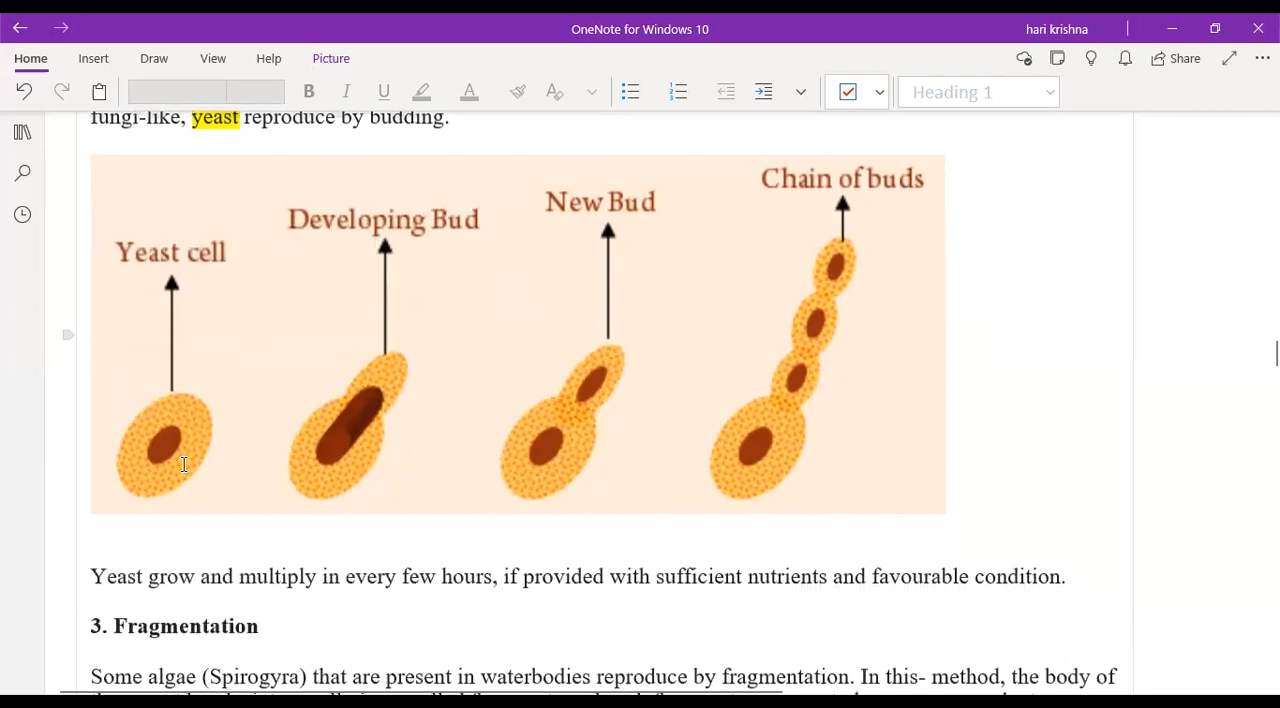 OneNote for Windows 10
hari krishna
Home Insert Draw View Help Picture
Share
B I U A Heading 1
fungi-like, yeast reproduce by budding.
Chain of buds
New Bud
Developing Bud
Yeast cell
Yeast grow and multiply in every few hours, if provided with sufficient nutrients and favourable condition.
3. Fragmentation
Some algae (Spirogyra) that are present in waterbodies reproduce by fragmentation. In this- method, the body of